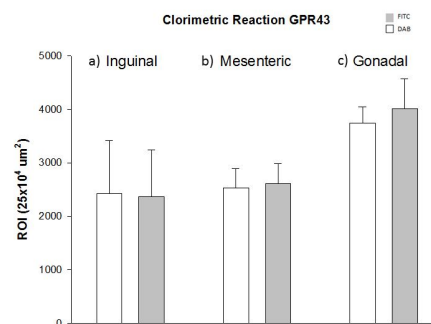 Clorimetric Reaction GPR43
FITC
DAB
a) Inguinal
b) Mesenteric
c) Gonadal
ROI (25x10⁴ um²)
5000
4000
3000
2000
1000
0